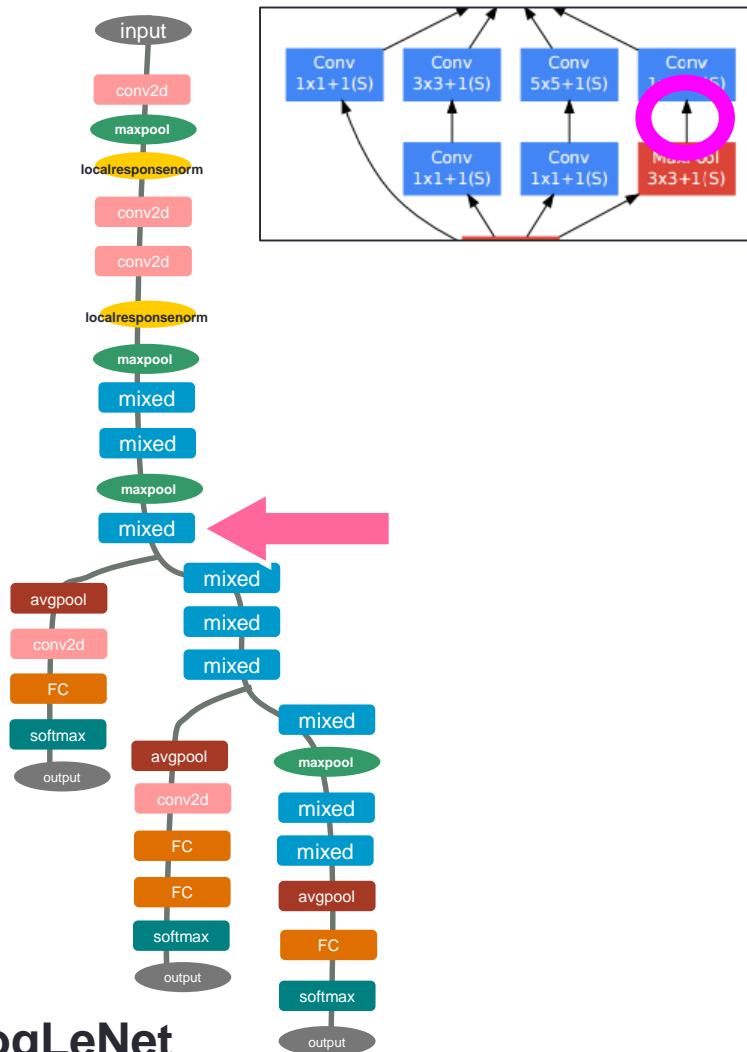 input
conv2d
maxpool
localresponsenorm
conv2d
conv2d
localresponsenorm
maxpool
mixed
mixed
maxpool
mixed
mixed
mixed
mixed
avgpool
conv2d
FC
softmax
output
avgpool
conv2d
FC
FC
softmax
output
mixed
maxpool
mixed
mixed
avgpool
FC
softmax
output
Conv
1x1+1(S)
Conv
3x3+1(S)
Conv
5x5+1(S)
Conv
Conv
1x1+1(S)
Conv
1x1+1(S)
3x3+1(S)